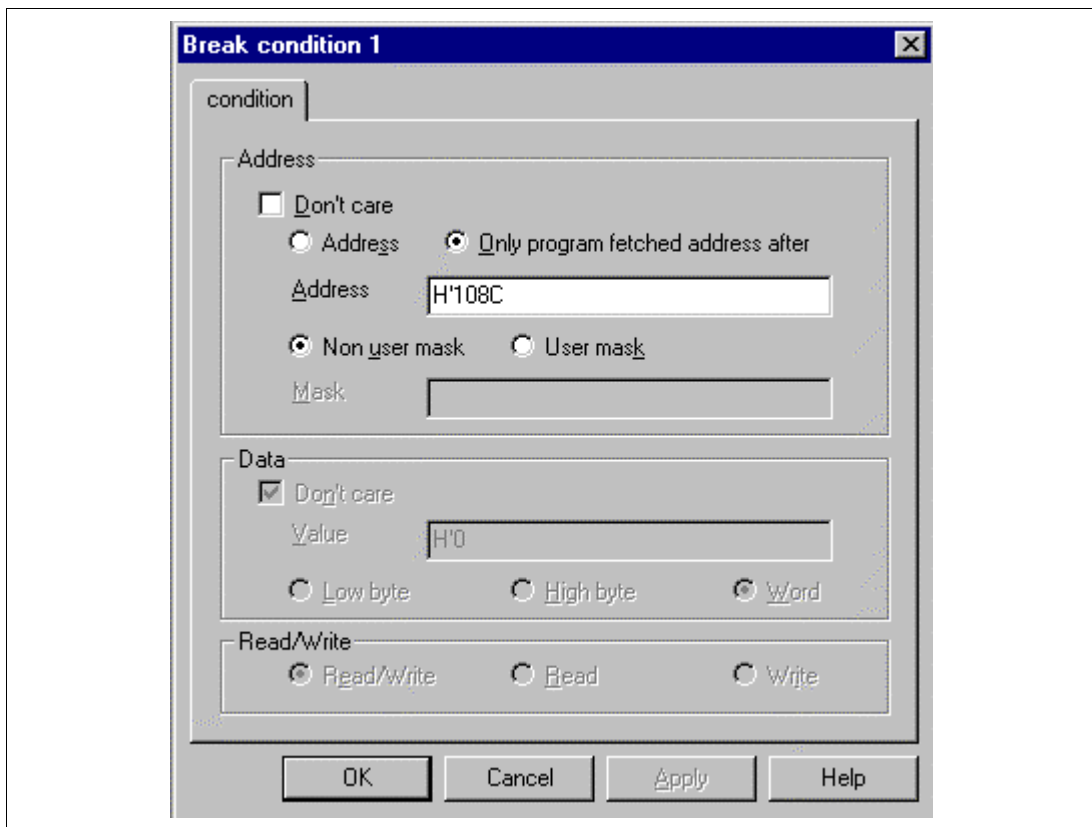 Break condition 1
condition
Address
Don't care
Address Only program fetched address after
Address H'108C
Non user mask User mask
Mask
Data
Don't care
Value H'0
Low byte High byte Word
Read/Write
Read/Write Read Write
OK Cancel Apply Help